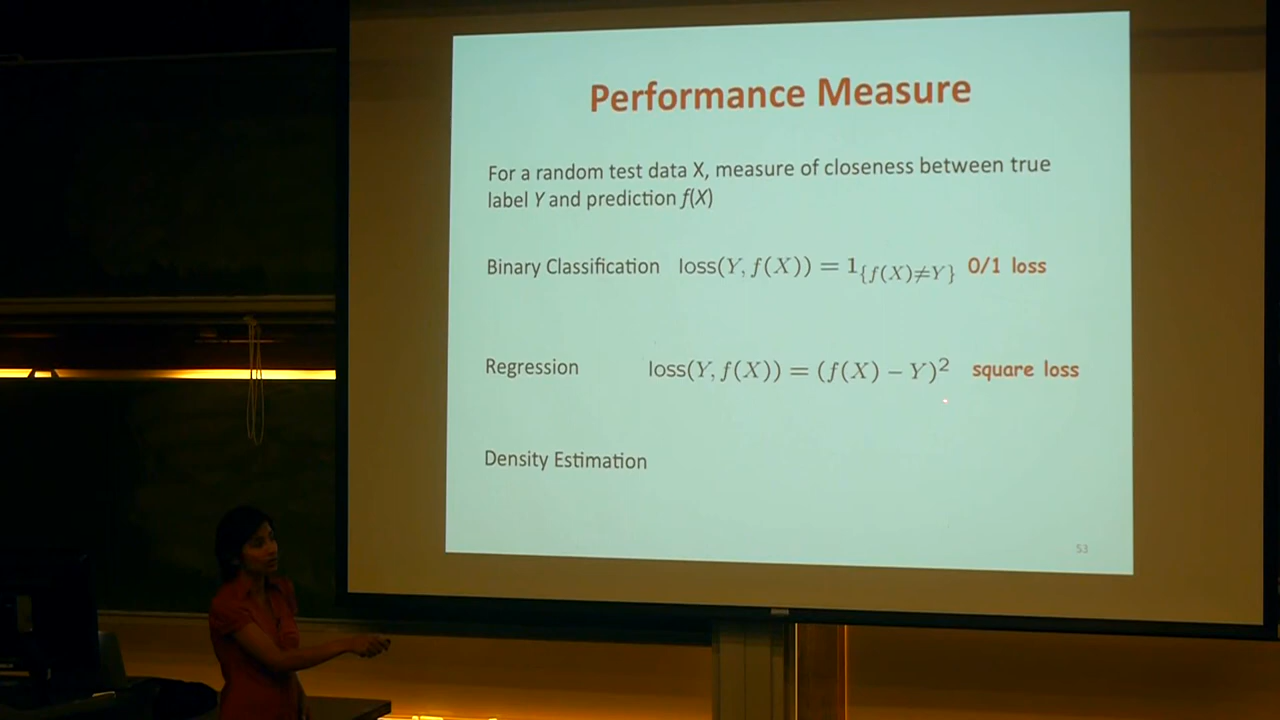 Performance Measure
For a random test data X, measure of closeness between true
label Y and prediction f(X)
Binary Classification loss(Y, f(X)) = 1_{f(X)≠Y} 0/1 loss
Regression loss(Y, f(X)) = (f(X) − Y)² square loss
Density Estimation
53